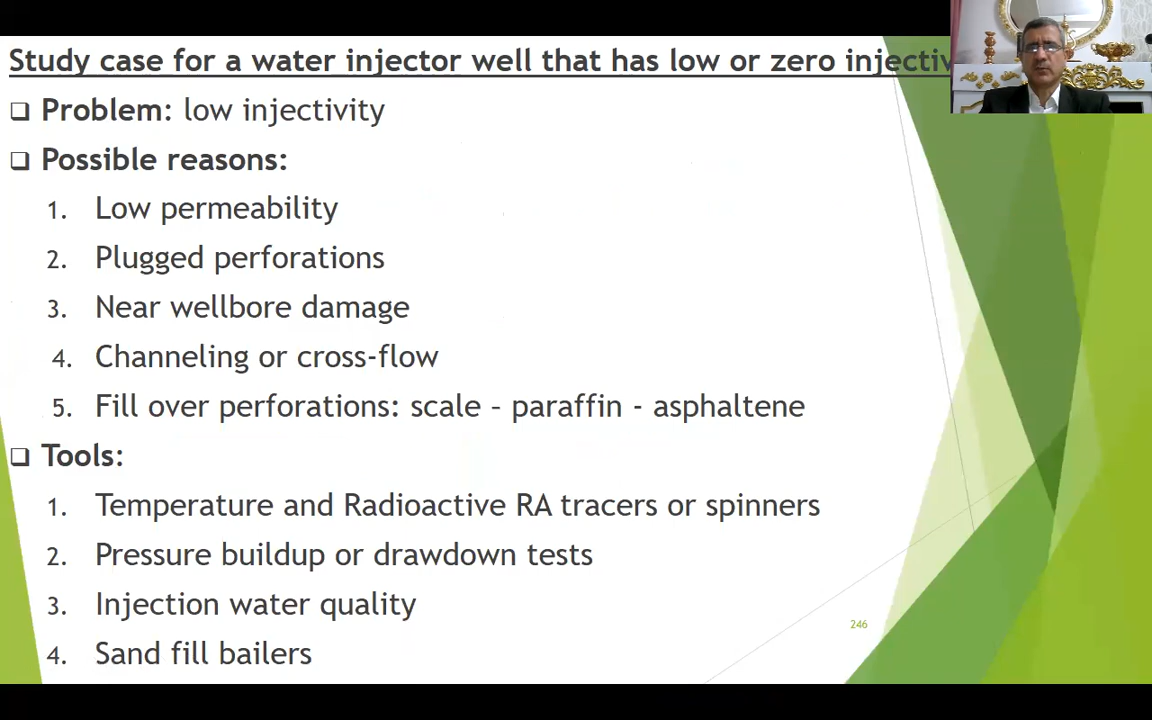 Study case for a water injector well that has low or zero injectiv
❑ Problem: low injectivity
❑ Possible reasons:
1. Low permeability
2. Plugged perforations
3. Near wellbore damage
4. Channeling or cross-flow
5. Fill over perforations: scale – paraffin - asphaltene
❑ Tools:
1. Temperature and Radioactive RA tracers or spinners
2. Pressure buildup or drawdown tests
3. Injection water quality
246
4. Sand fill bailers